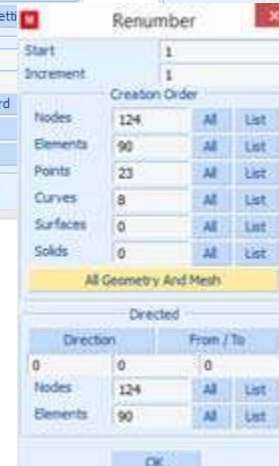 etti
rd
M Renumber
Start 1
Increment 1
Creation Order
Nodes 124 All List
Elements 90 All List
Points 23 All List
Curves 8 All List
Surfaces 0 All List
Solids 0 All List
All Geometry And Mesh
Directed
Direction From / To
0 0 0
Nodes 124 All List
Elements 90 All List
OK